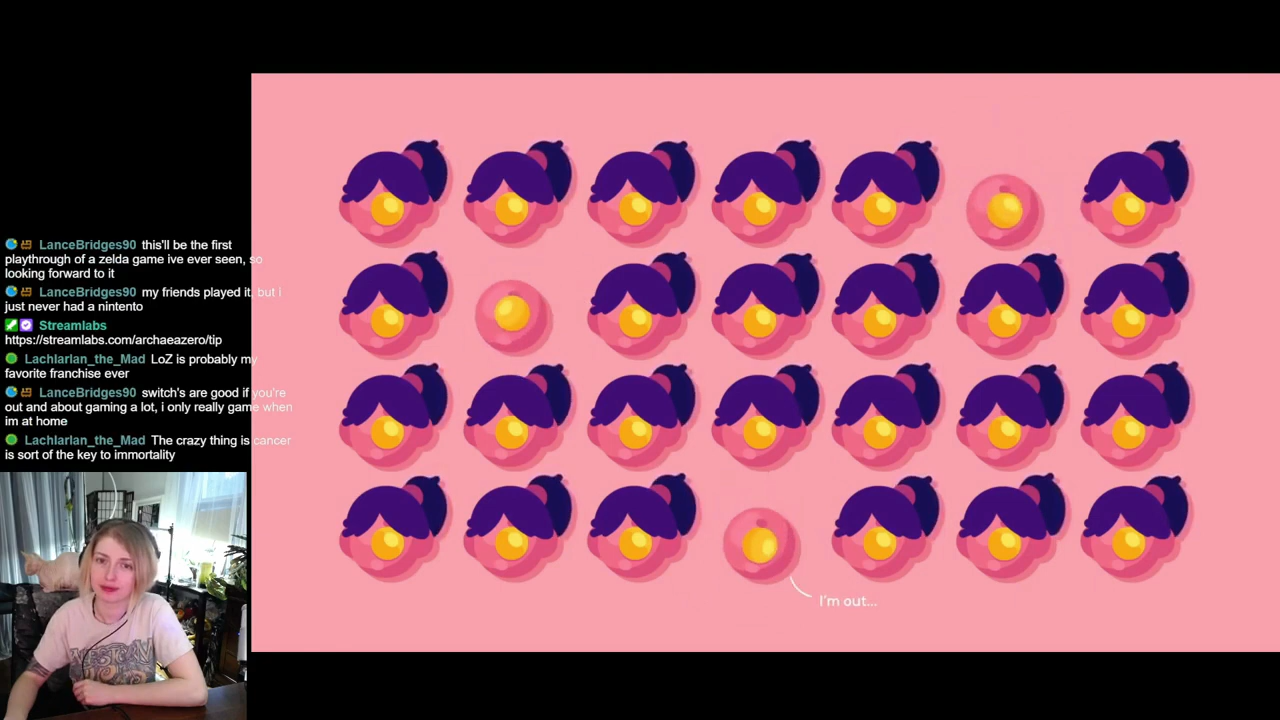 LanceBridges90 this'll be the first
playthrough of a zelda game ive ever seen, so
looking forward to it
LanceBridges90 my friends played it, but I
just never had a nintento
Streamlabs
https://streamlabs.com/archaeazero/tip
Lachlarlan_the_Mad LoZ is probably my
favorite franchise ever
LanceBridges90 switch's are good if you're
out and about gaming a lot, i only really game when
im at home
Lachlarlan_the_Mad The crazy thing is cancer
is sort of the key to immortality
I'm out...